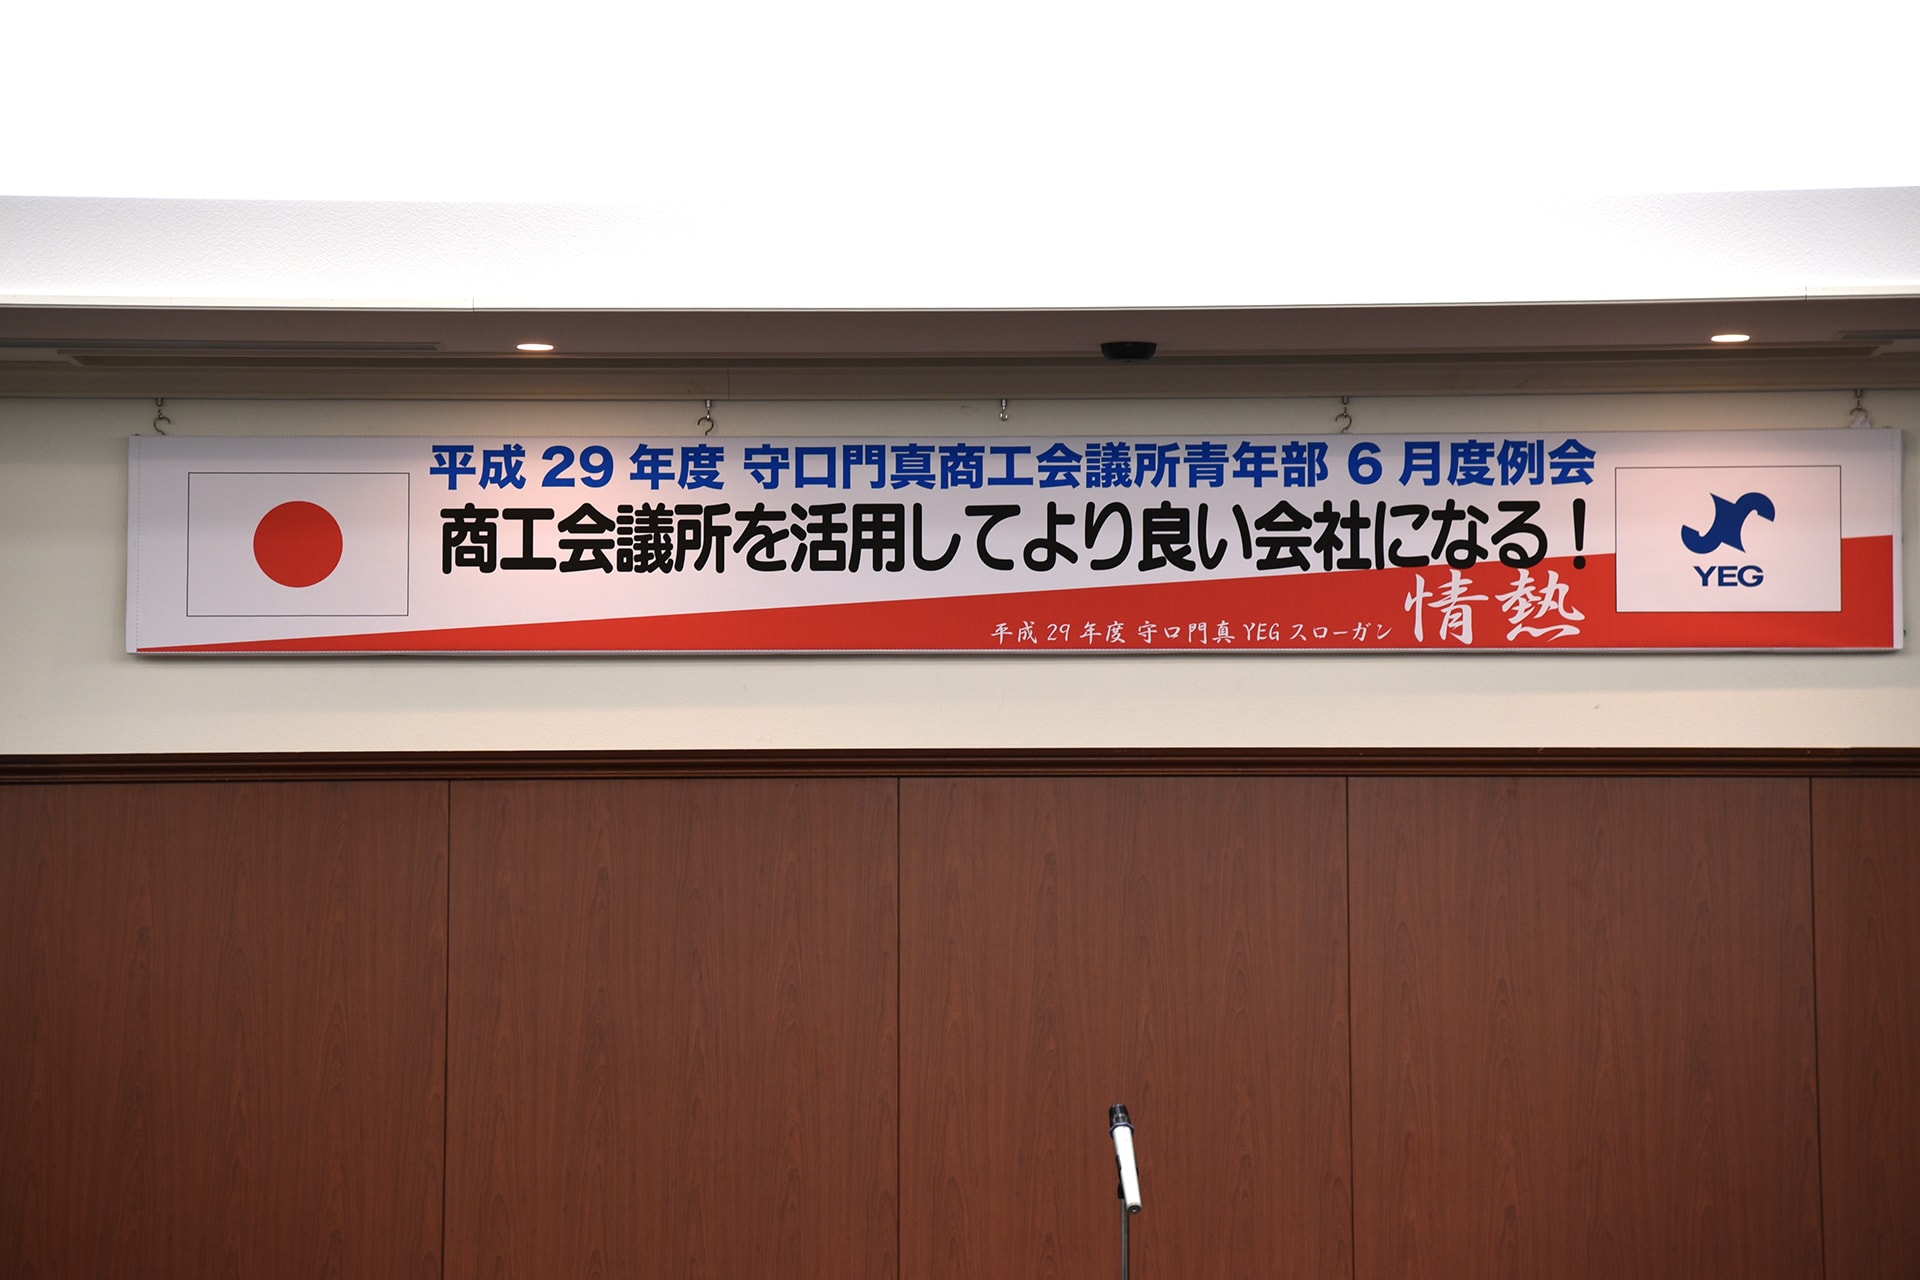 平成 29 年度 守口門真商工会議所青年部 6 月度例会
商工会議所を活用してより良い会社になる！
平成 29 年度 守口門真 YEG スローガン 情熱
YEG